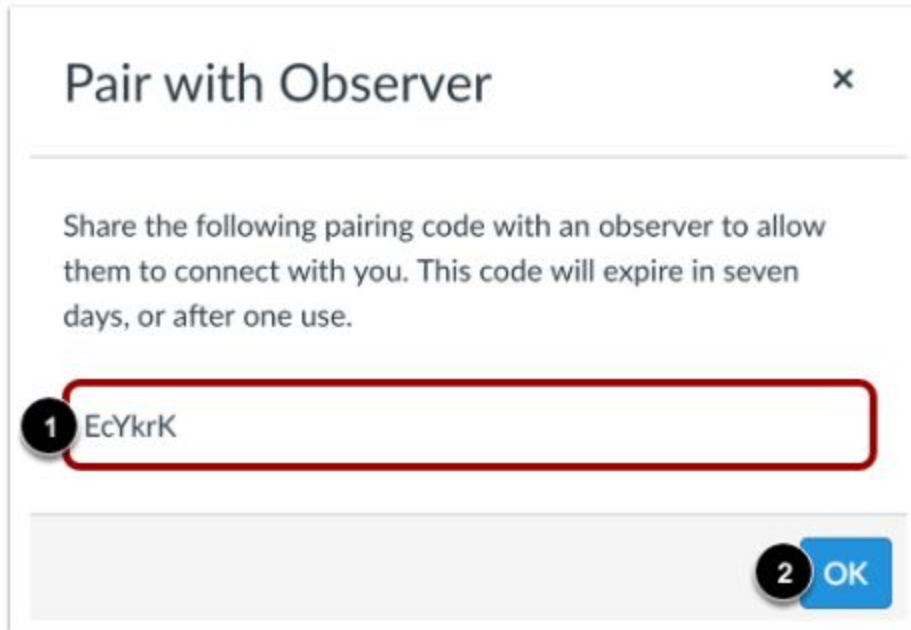 Pair with Observer ×
Share the following pairing code with an observer to allow
them to connect with you. This code will expire in seven
days, or after one use.
1 EcYkrK
2 OK